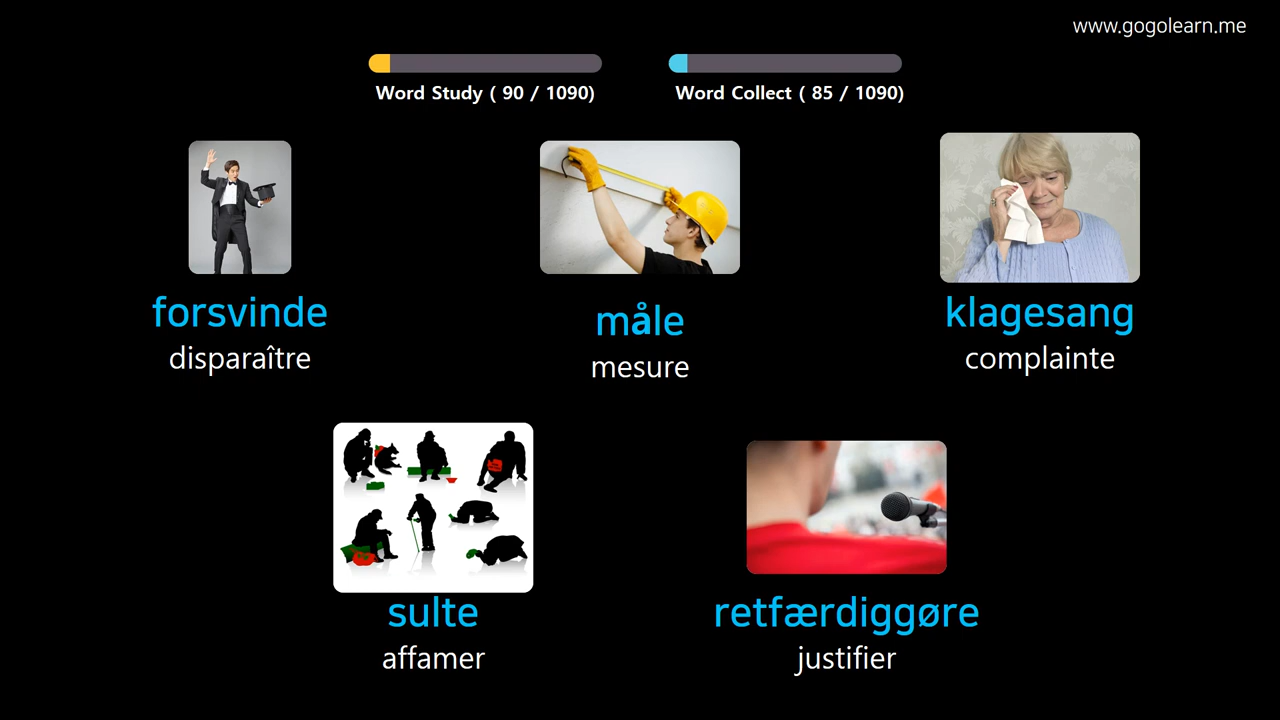 www.gogolearn.me
Word Study ( 90 / 1090)
Word Collect ( 85 / 1090)
forsvinde
disparaître
måle
mesure
klagesang
complainte
sulte
affamer
retfærdiggøre
justifier